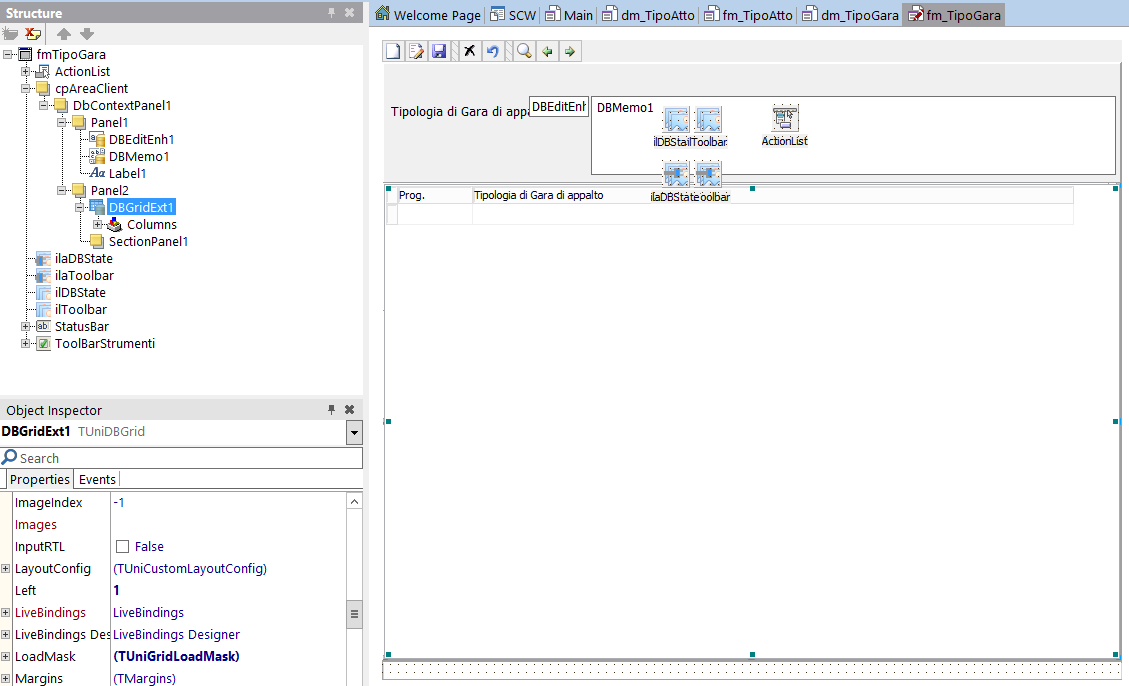 Structure
fmTipoGara
ActionList
cpAreaClient
DbContextPanel1
Panel1
DBEditEnh1
DBMemo1
Label1
Panel2
DBGridExt1
Columns
SectionPanel1
ilaDBState
ilaToolbar
ilDBState
ilToolbar
StatusBar
ToolBarStrumenti
Object Inspector
DBGridExt1 TUniDBGrid
Search
Properties Events
ImageIndex -1
Images
InputRTL False
LayoutConfig (TUniCustomLayoutConfig)
Left 1
LiveBindings LiveBindings
LiveBindings Des LiveBindings Designer
LoadMask (TUniGridLoadMask)
Margins (TMargins)
Welcome Page SCW Main dm_TipoAtto fm_TipoAtto dm_TipoGara fm_TipoGara
Tipologia di Gara di appa DBEditEnh DBMemo1
ilDBStailToolbar ActionList
Prog. Tipologia di Gara di appalto ilaDBStateoolbar